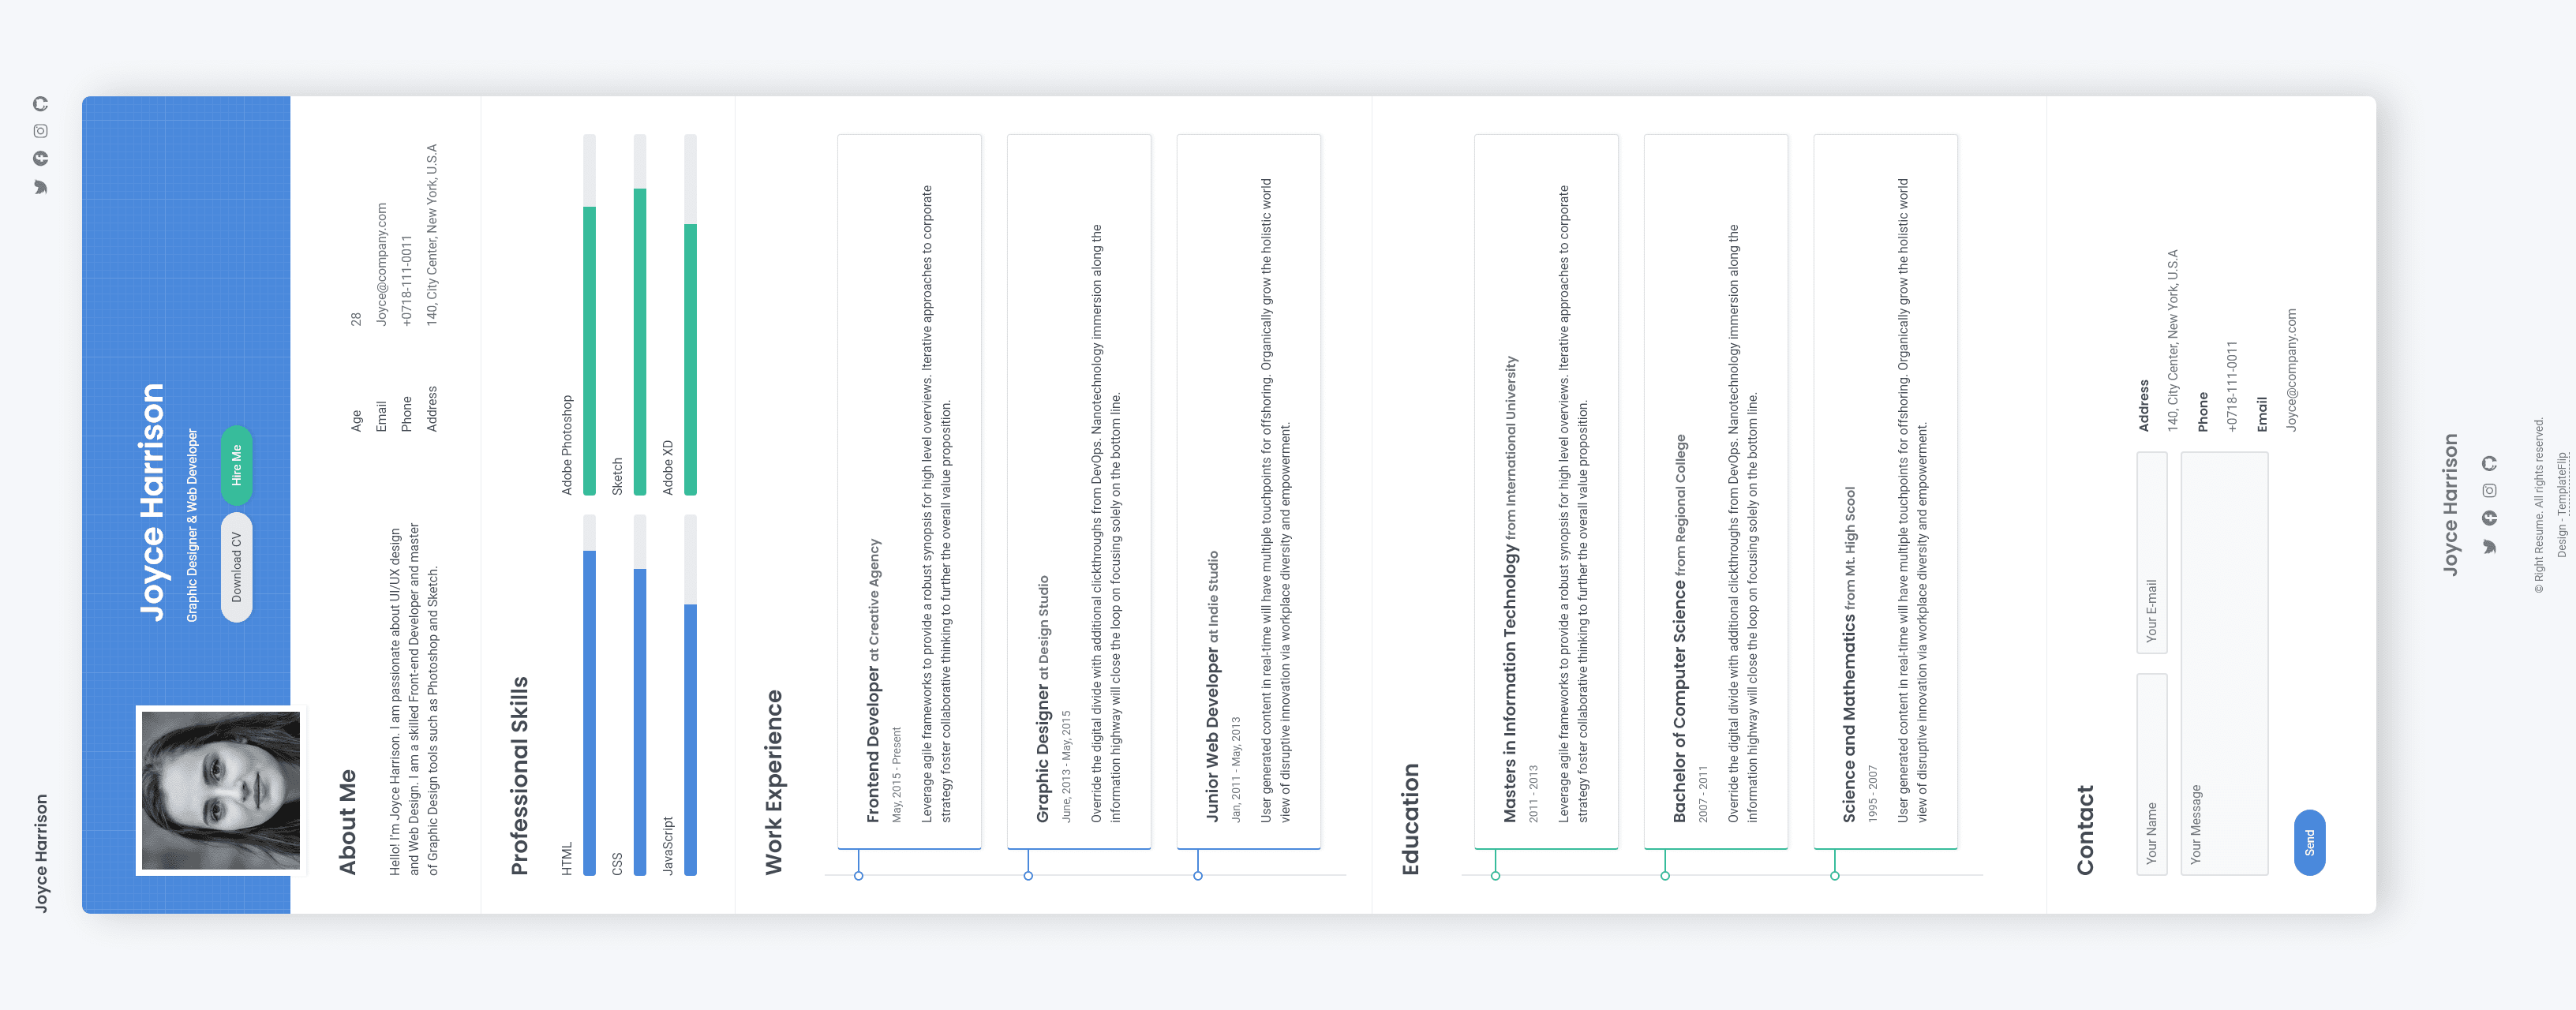 Joyce Harrison
Joyce Harrison
Graphic Designer & Web Developer
Download CV
Hire Me
About Me
Hello! I'm Joyce Harrison. I am passionate about UI/UX design
and Web Design. I am a skilled Front-end Developer and master
of Graphic Design tools such as Photoshop and Sketch.
Age 28
Email Joyce@company.com
Phone +0718-111-0011
Address 140, City Center, New York, U.S.A
Professional Skills
HTML
CSS
JavaScript
Adobe Photoshop
Sketch
Adobe XD
Work Experience
Frontend Developer at Creative Agency
May, 2015 - Present
Leverage agile frameworks to provide a robust synopsis for high level overviews. Iterative approaches to corporate
strategy foster collaborative thinking to further the overall value proposition.
Graphic Designer at Design Studio
June, 2013 - May, 2015
Override the digital divide with additional clickthroughs from DevOps. Nanotechnology immersion along the
information highway will close the loop on focusing solely on the bottom line.
Junior Web Developer at Indie Studio
Jan, 2011 - May, 2013
User generated content in real-time will have multiple touchpoints for offshoring. Organically grow the holistic world
view of disruptive innovation via workplace diversity and empowerment.
Education
Masters in Information Technology from International University
2011 - 2013
Leverage agile frameworks to provide a robust synopsis for high level overviews. Iterative approaches to corporate
strategy foster collaborative thinking to further the overall value proposition.
Bachelor of Computer Science from Regional College
2007 - 2011
Override the digital divide with additional clickthroughs from DevOps. Nanotechnology immersion along the
information highway will close the loop on focusing solely on the bottom line.
Science and Mathematics from Mt. High Scool
1995 - 2007
User generated content in real-time will have multiple touchpoints for offshoring. Organically grow the holistic world
view of disruptive innovation via workplace diversity and empowerment.
Contact
Your Name
Your E-mail
Your Message
Send
Address
140, City Center, New York, U.S.A
Phone
+0718-111-0011
Email
Joyce@company.com
Joyce Harrison
© Right Resume. All rights reserved.
Design - TemplateFlip